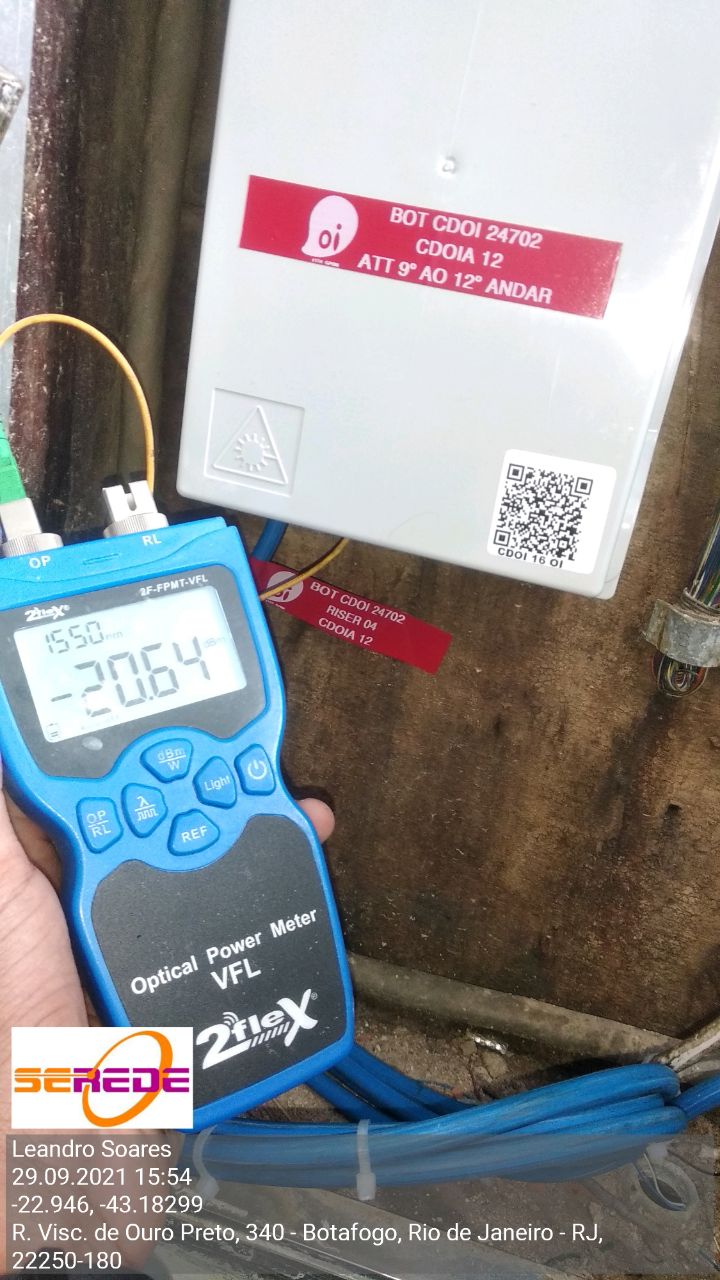 oi
BOT CDOI 24702
CDOIA 12
ATT 9º AO 12º ANDAR
CDOI 16 OI
OP
RL
2flex
2F-FPMT-VFL
1550nm
-20.64 dBm
BOT CDOI 24702
RISER 04
CDOIA 12
dBm
W
OP
RL
λ
Light
REF
Optical Power Meter
VFL
2flex
SEREDE
Leandro Soares
29.09.2021 15:54
-22.946, -43.18299
R. Visc. de Ouro Preto, 340 - Botafogo, Rio de Janeiro - RJ,
22250-180